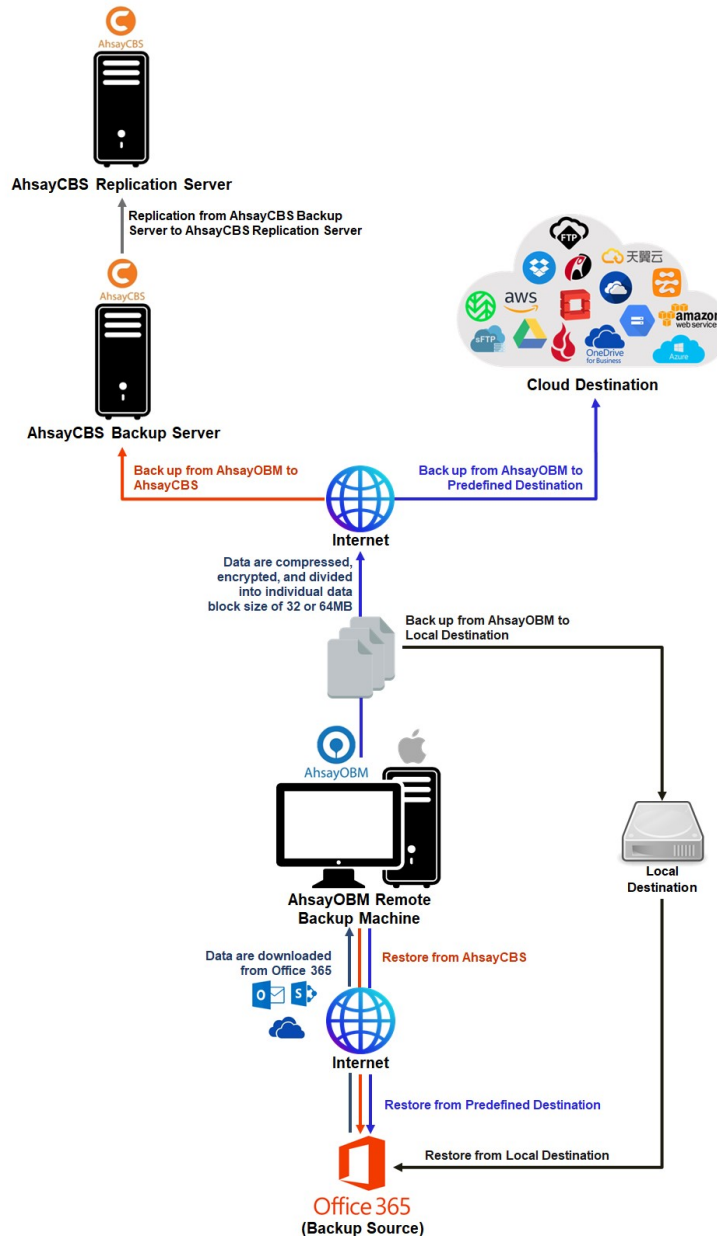 AhsayCBS
AhsayCBS Replication Server
Replication from AhsayCBS Backup
Server to AhsayCBS Replication Server
AhsayCBS
AhsayCBS Backup Server
FTP
天翼云
aws
amazon
web services
sFTP
OneDrive
for Business
Azure
Cloud Destination
Back up from AhsayOBM to
AhsayCBS
Back up from AhsayOBM to
Predefined Destination
Internet
Data are compressed,
encrypted, and divided
into individual data
block size of 32 or 64MB
Back up from AhsayOBM to
Local Destination
AhsayOBM
AhsayOBM Remote
Backup Machine
Local
Destination
Data are downloaded
from Office 365
Restore from AhsayCBS
Internet
Restore from Predefined Destination
Restore from Local Destination
Office 365
(Backup Source)